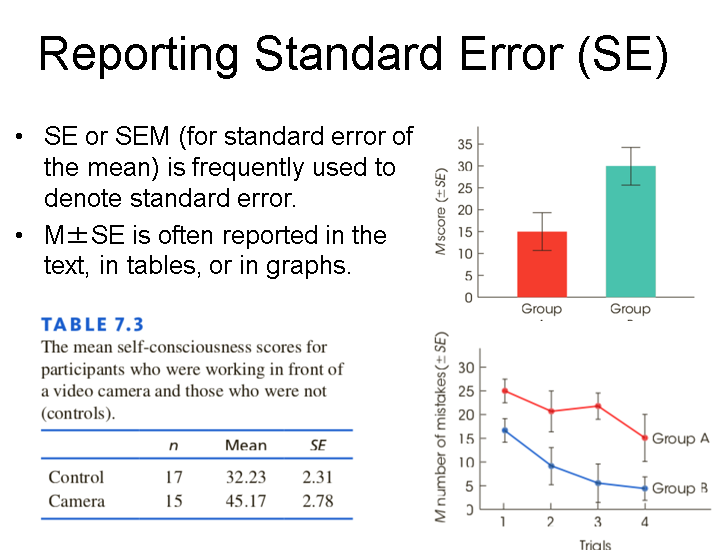 Reporting Standard Error (SE)
• SE or SEM (for standard error of
the mean) is frequently used to
denote standard error.
• M±SE is often reported in the
text, in tables, or in graphs.
TABLE 7.3
The mean self-consciousness scores for
participants who were working in front of
a video camera and those who were not
(controls).
n Mean SE
Control 17 32.23 2.31
Camera 15 45.17 2.78
M score (± SE)
35
30
25
20
15
10
5
0
Group
Group
M number of mistakes (± SE)
30
25
20
15
10
5
0
Group A
Group B
1 2 3 4
Trials